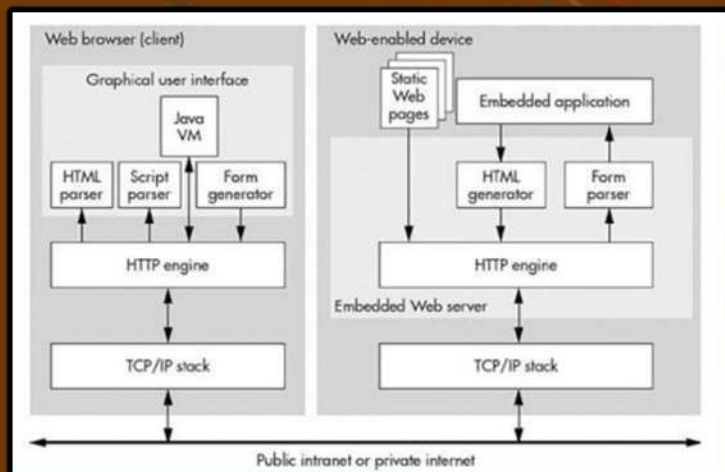 Web browser (client)
Graphical user interface
Java
VM
HTML
parser
Script
parser
Form
generator
HTTP engine
TCP/IP stack
Web-enabled device
Static
Web
pages
Embedded application
HTML
generator
Form
parser
HTTP engine
Embedded Web server
TCP/IP stack
Public intranet or private internet